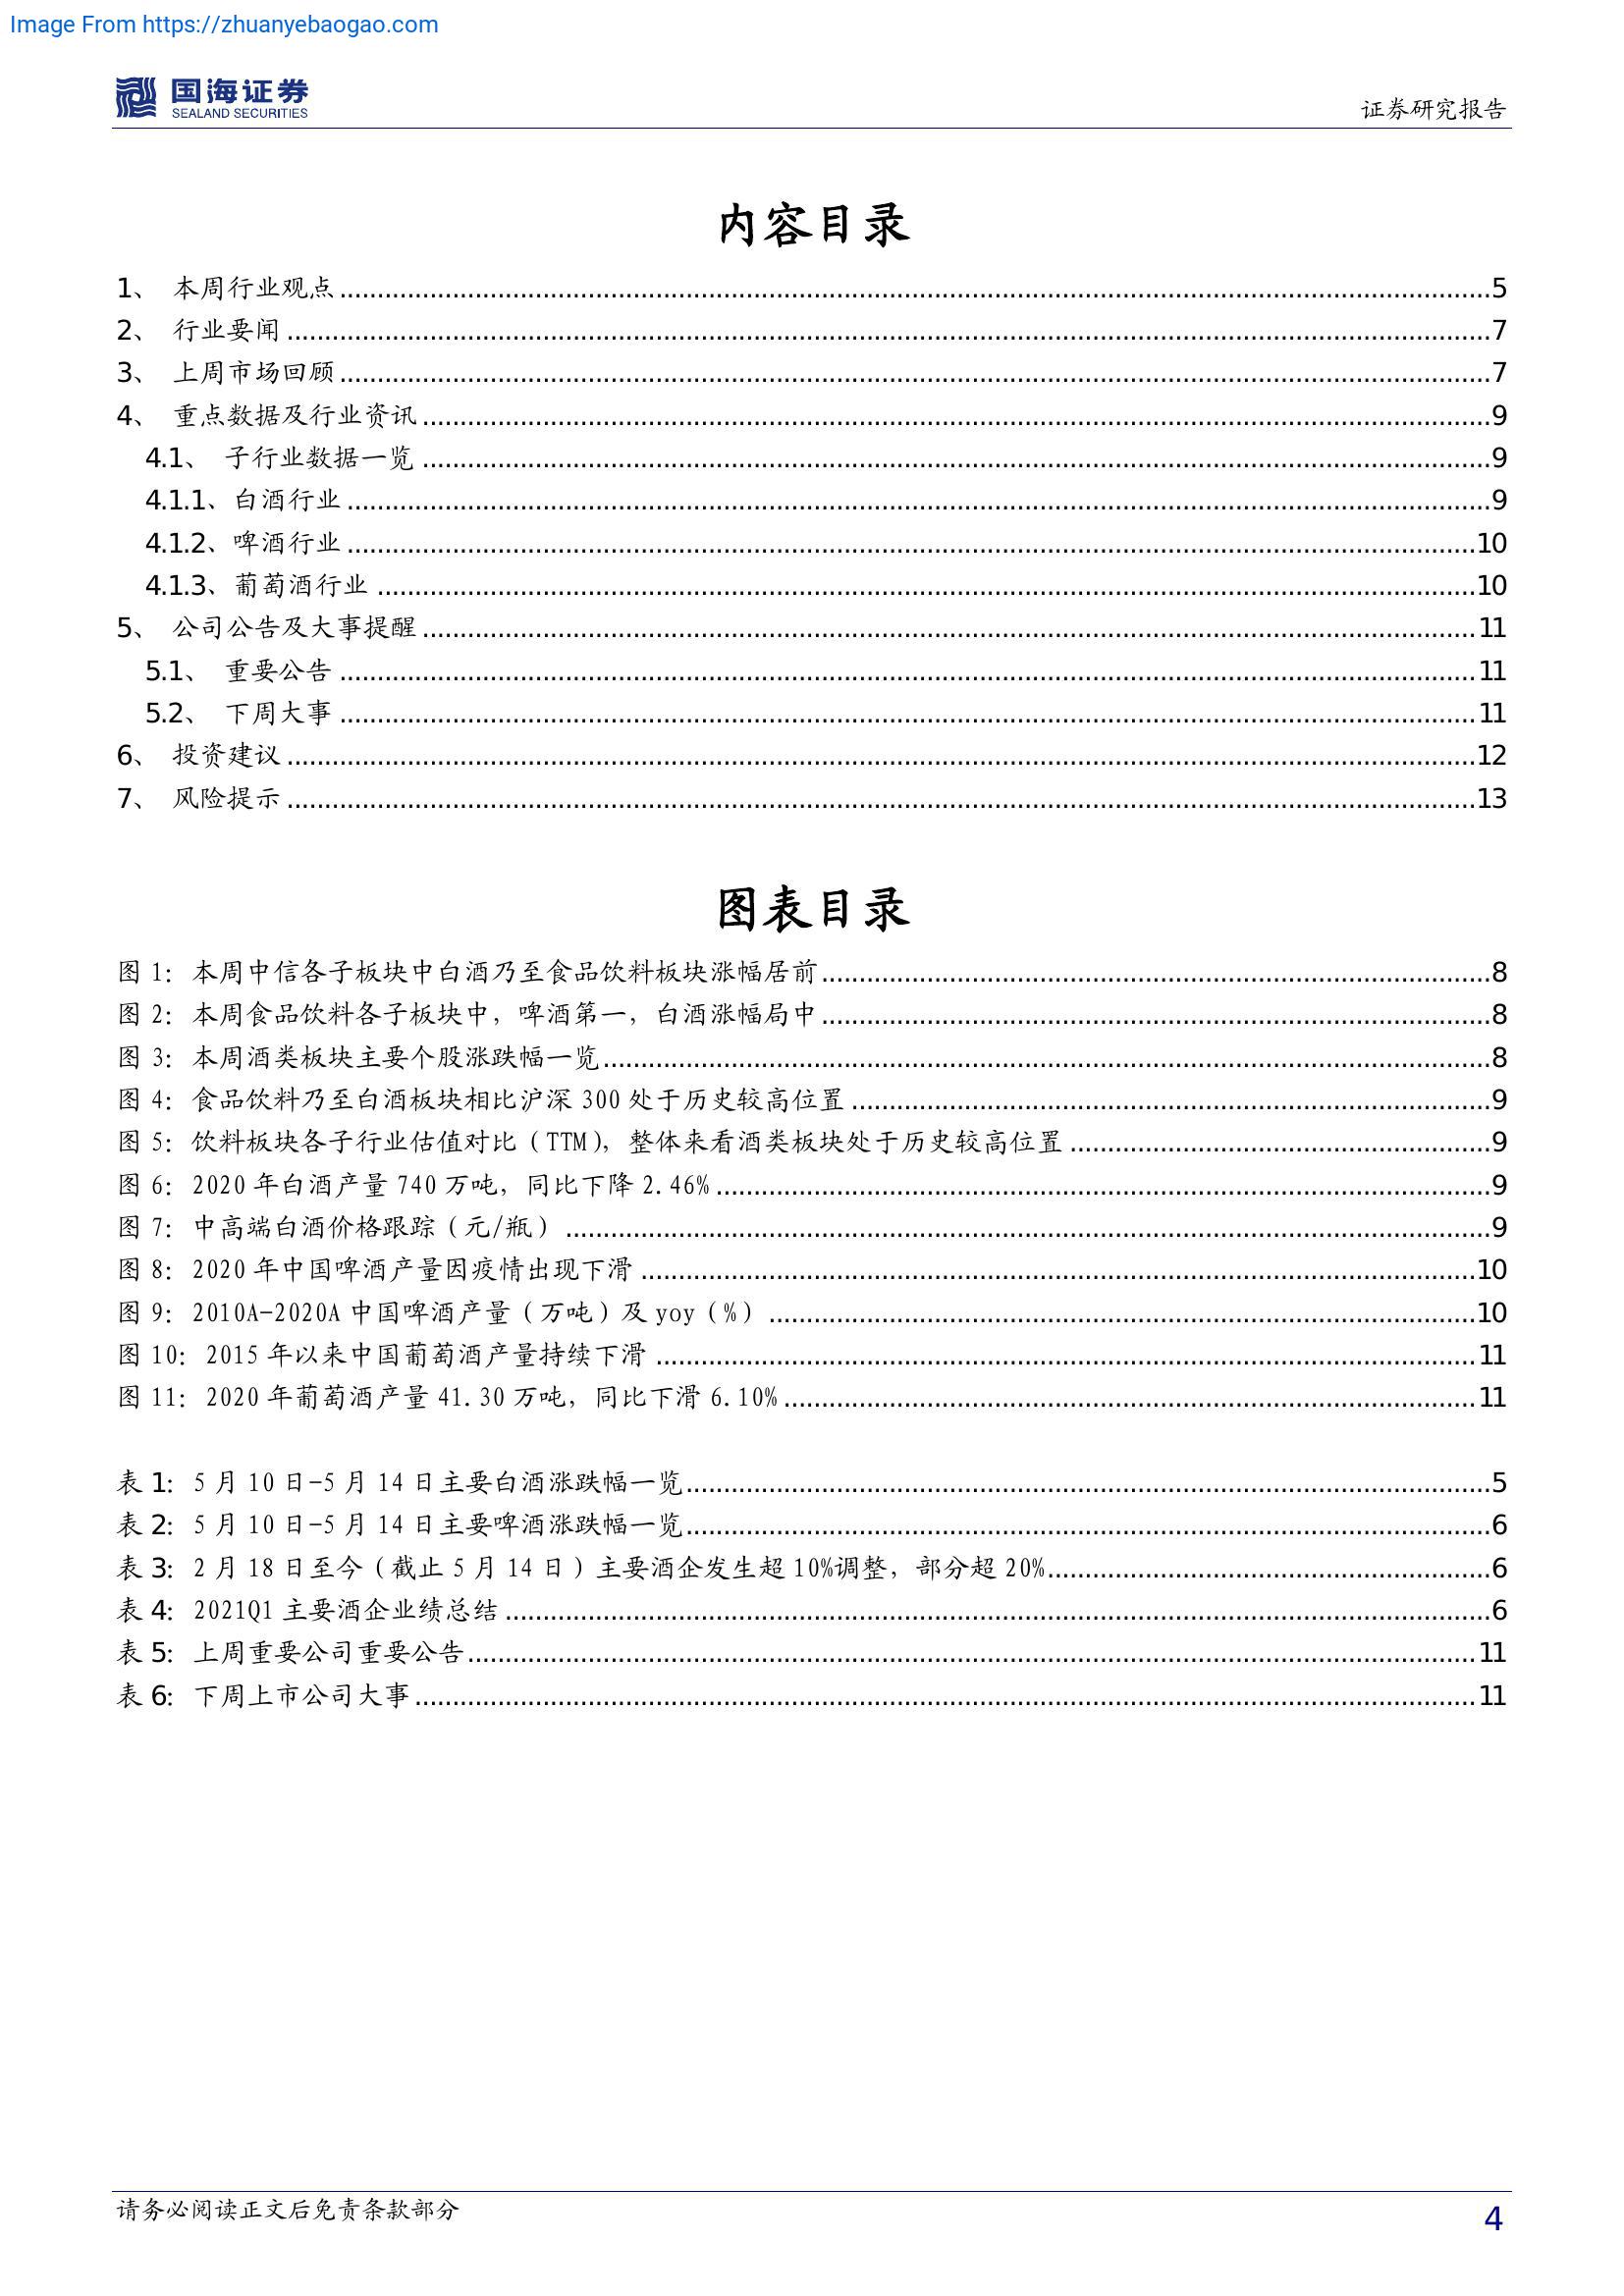 Image From https://zhuanyebaogao.com
国海证券
SEALAND SECURITIES
证券研究报告
内容目录
1、 本周行业观点 5
2、 行业要闻 7
3、 上周市场回顾 7
4、 重点数据及行业资讯 9
4.1、 子行业数据一览 9
4.1.1、白酒行业 9
4.1.2、啤酒行业 10
4.1.3、葡萄酒行业 10
5、 公司公告及大事提醒 11
5.1、 重要公告 11
5.2、 下周大事 11
6、 投资建议 12
7、 风险提示 13
图表目录
图 1：本周中信各子板块中白酒乃至食品饮料板块涨幅居前 8
图 2：本周食品饮料各子板块中，啤酒第一，白酒涨幅局中 8
图 3：本周酒类板块主要个股涨跌幅一览 8
图 4：食品饮料乃至白酒板块相比沪深 300 处于历史较高位置 9
图 5：饮料板块各子行业估值对比（TTM），整体来看酒类板块处于历史较高位置 9
图 6：2020 年白酒产量 740 万吨，同比下降 2.46% 9
图 7：中高端白酒价格跟踪（元/瓶） 9
图 8：2020 年中国啤酒产量因疫情出现下滑 10
图 9：2010A-2020A 中国啤酒产量（万吨）及 yoy（%） 10
图 10：2015 年以来中国葡萄酒产量持续下滑 11
图 11：2020 年葡萄酒产量 41.30 万吨，同比下滑 6.10% 11
表 1：5 月 10 日-5 月 14 日主要白酒涨跌幅一览 5
表 2：5 月 10 日-5 月 14 日主要啤酒涨跌幅一览 6
表 3：2 月 18 日至今（截止 5 月 14 日）主要酒企发生超 10%调整，部分超 20% 6
表 4：2021Q1 主要酒企业绩总结 6
表 5：上周重要公司重要公告 11
表 6：下周上市公司大事 11
请务必阅读正文后免责条款部分
4